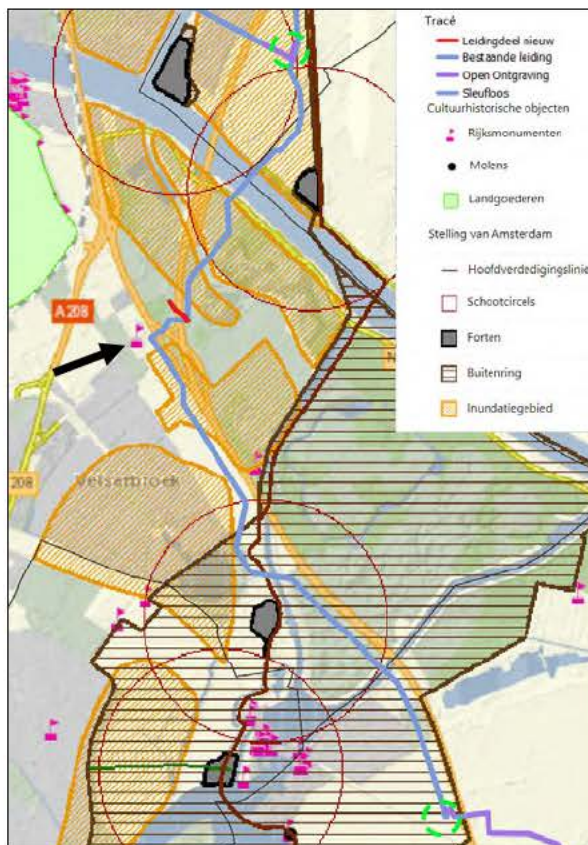 Tracé
Leidingdeel nieuw
Bestaande leiding
Open Ontgraving
Sleufloos
Cultuurhistorische objecten
Rijksmonumenten
Molens
Landgoederen
Stelling van Amsterdam
Hoofdverdedigingslinie
Schootcircels
Forten
Buitenring
Inundatiegebied
A 208
N
208
Velserbroek